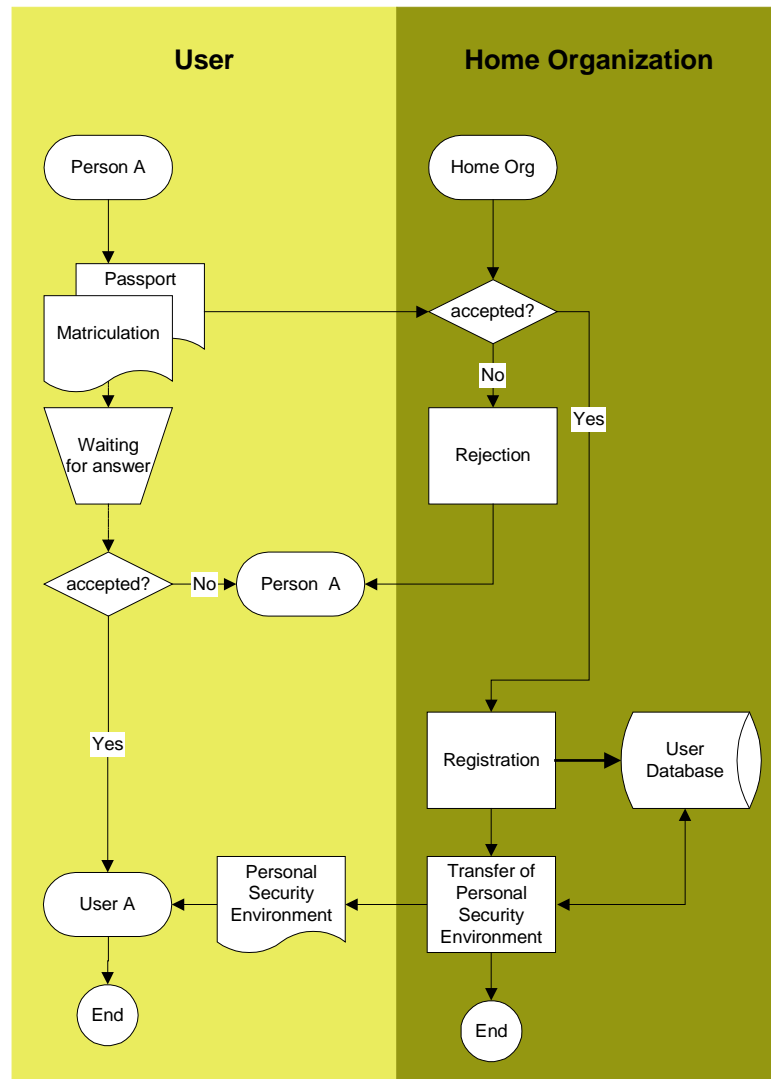 User
Home Organization
Person A
Home Org
Passport
Matriculation
accepted?
No
Yes
Waiting
for answer
Rejection
accepted?
No
Person A
Yes
Registration
User
Database
User A
Personal
Security
Environment
Transfer of
Personal
Security
Environment
End
End